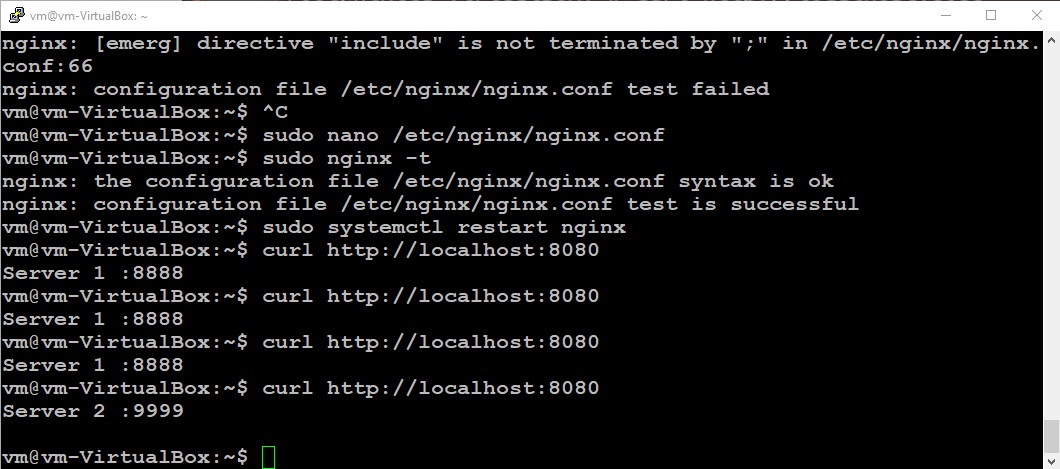 vm@vm-VirtualBox: ~
nginx: [emerg] directive "include" is not terminated by ";" in /etc/nginx/nginx.
conf:66
nginx: configuration file /etc/nginx/nginx.conf test failed
vm@vm-VirtualBox:~$ ^C
vm@vm-VirtualBox:~$ sudo nano /etc/nginx/nginx.conf
vm@vm-VirtualBox:~$ sudo nginx -t
nginx: the configuration file /etc/nginx/nginx.conf syntax is ok
nginx: configuration file /etc/nginx/nginx.conf test is successful
vm@vm-VirtualBox:~$ sudo systemctl restart nginx
vm@vm-VirtualBox:~$ curl http://localhost:8080
Server 1 :8888
vm@vm-VirtualBox:~$ curl http://localhost:8080
Server 1 :8888
vm@vm-VirtualBox:~$ curl http://localhost:8080
Server 1 :8888
vm@vm-VirtualBox:~$ curl http://localhost:8080
Server 2 :9999
vm@vm-VirtualBox:~$